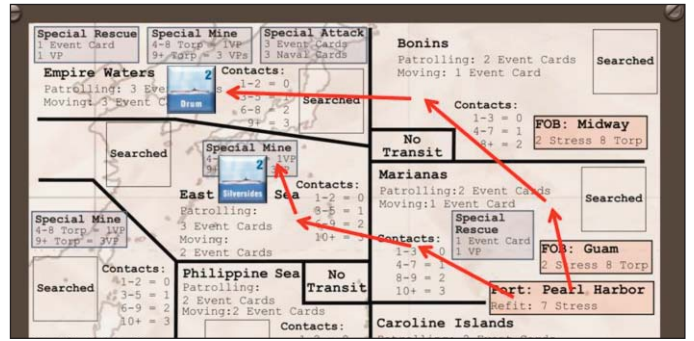 Special Rescue
1 Event Card
1 VP
Special Mine
4-8 Torp = 1VP
9+ Torp = 3 VPs
Special Attack
3 Event Cards
3 Naval Cards
Empire Waters
Patrolling: 3
Moving: 3 Event
2
Drum
Contacts:
1-2 = 0
= 1
6-8 = 2
9+ = 3
Searched
Bonins
Patrolling: 2 Event Cards
Moving: 1 Event Card
Searched
Contacts:
1-3 = 0
4-7 = 1
8+ = 2
FOB: Midway
2 Stress 8 Torp
No
Transit
Searched
Special Mine
1VP
2
Silversides
East
Sea
Patrolling:
3 Event Cards
Moving:
2 Event Cards
Contacts:
1-2 = 0
3-5 = 1
6-9 = 2
10+ = 3
Marianas
Patrolling:2 Event Cards
Moving:1 Event Card
Searched
Special
Rescue
1 Event Card
1 VP
Contacts:
1-3 = 0
4-7 = 1
8-9 = 2
10+ = 3
FOB: Guam
2 Stress 8 Torp
Port: Pearl Harbor
Refit: 7 Stress
Special Mine
4-8 Torp = 1VP
9+ Torp = 3VP
Searched
Contacts:
1-2 = 0
3-5 = 1
6-9 = 2
10+ = 3
Philippine Sea
Patrolling:
2 Event Cards
Moving:2 Event Cards
No
Transit
Contacts:
Caroline Islands